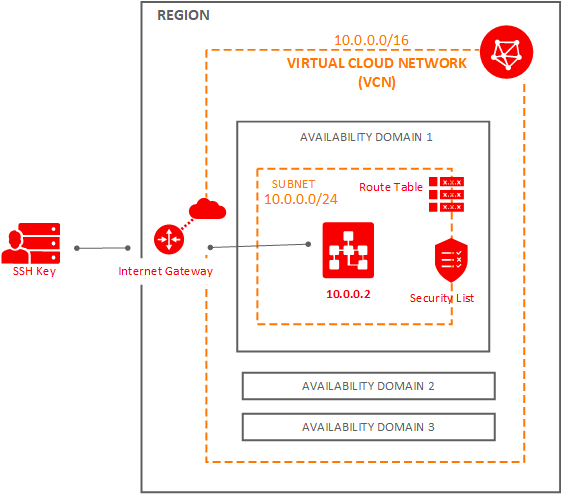 REGION
10.0.0.0/16
VIRTUAL CLOUD NETWORK
(VCN)
AVAILABILITY DOMAIN 1
SUBNET
10.0.0.0/24
Route Table
x.x.x
x.x.x
x.x.x
SSH Key
Internet Gateway
10.0.0.2
Security List
AVAILABILITY DOMAIN 2
AVAILABILITY DOMAIN 3